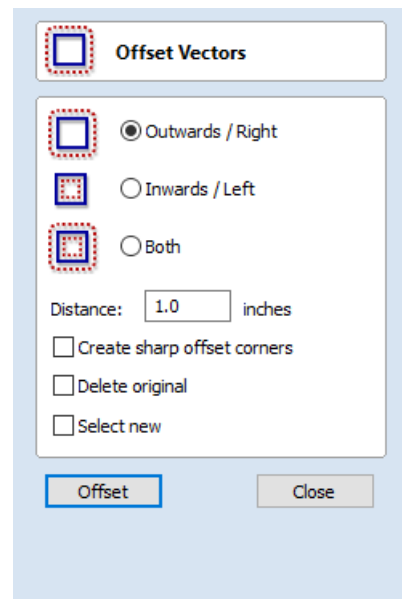 Offset Vectors
Outwards / Right
Inwards / Left
Both
Distance: 1.0 inches
Create sharp offset corners
Delete original
Select new
Offset Close